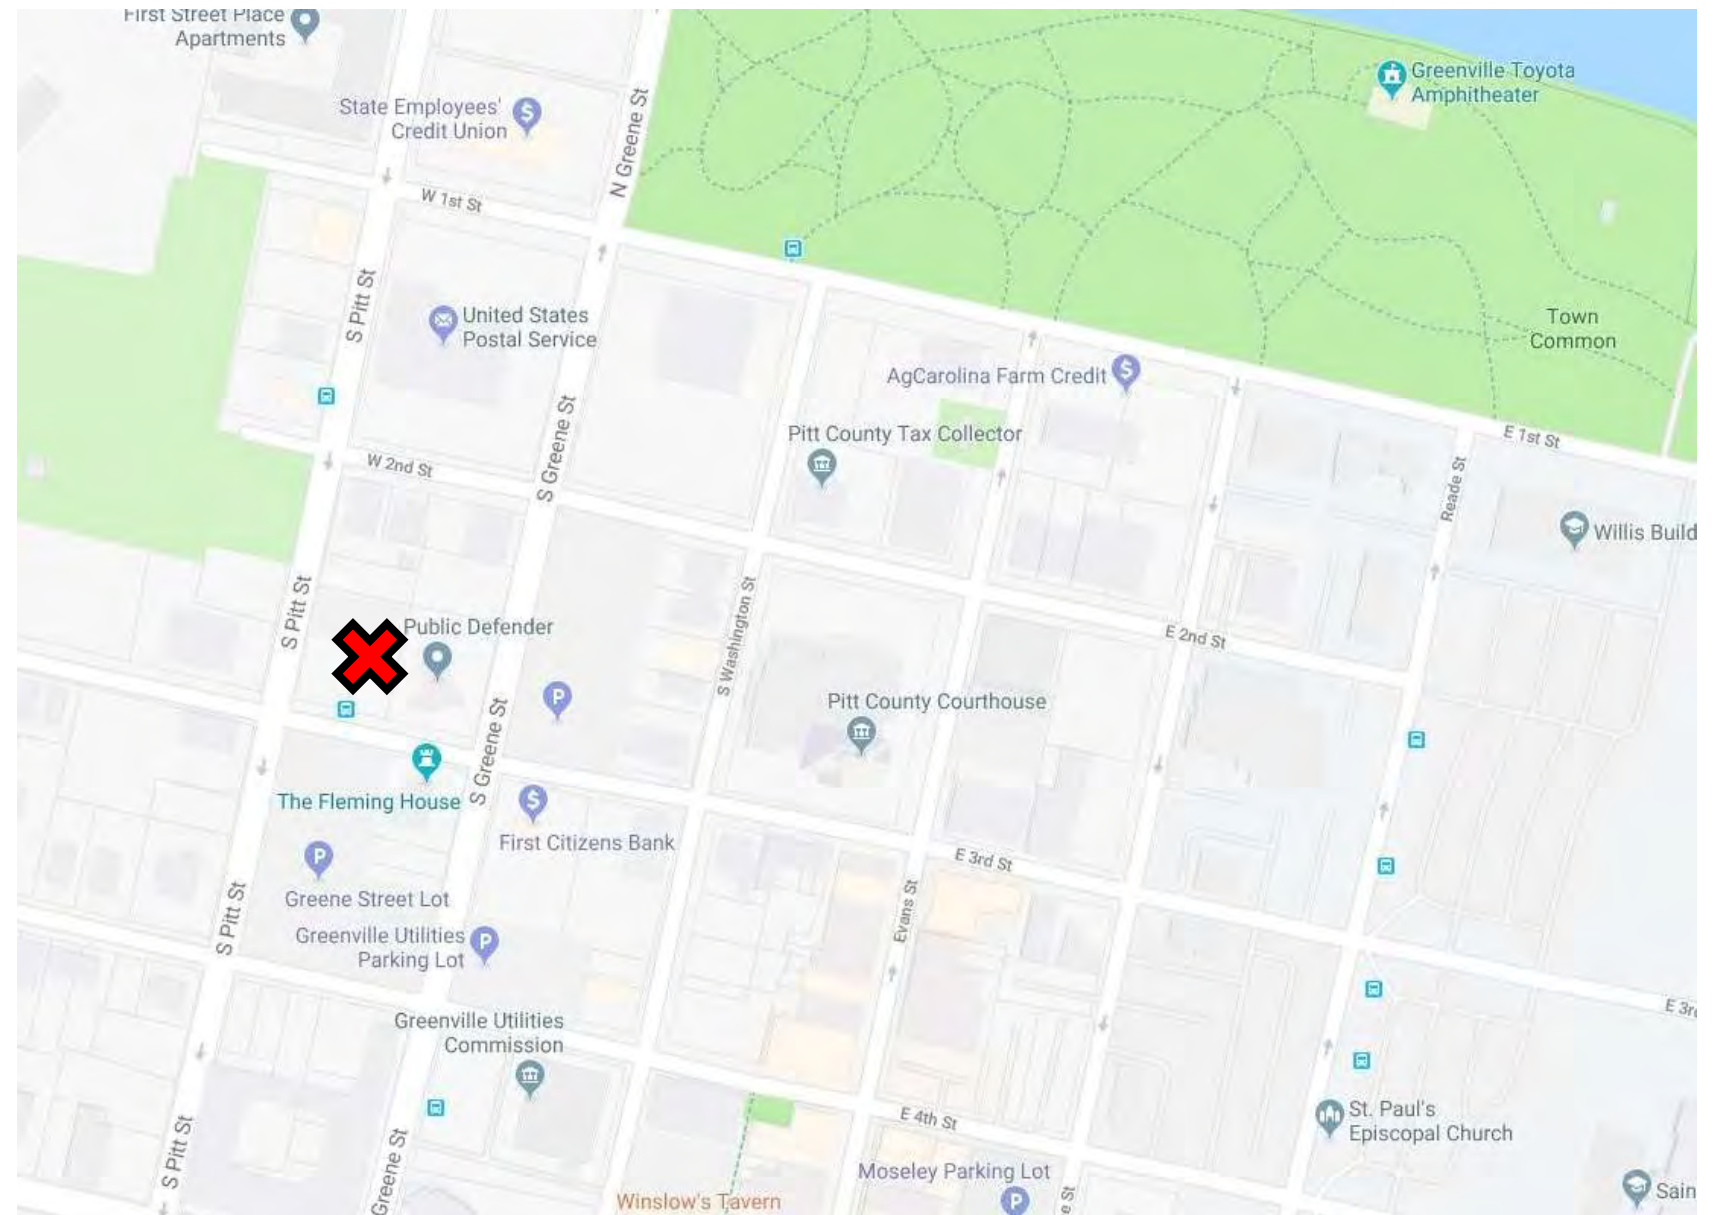 First Street Place
Apartments
State Employees'
Credit Union
N Greene St
Greenville Toyota
Amphitheater
W 1st St
S Pitt St
United States
Postal Service
Town
Common
AgCarolina Farm Credit
S Greene St
Pitt County Tax Collector
E 1st St
W 2nd St
Reade St
Willis Build
S Pitt St
S Washington St
Public Defender
E 2nd St
P
S Greene St
Pitt County Courthouse
The Fleming House
First Citizens Bank
P
E 3rd St
Greene Street Lot
S Pitt St
Evans St
Greenville Utilities
Parking Lot
P
E 3r
Greenville Utilities
Commission
E 4th St
St. Paul's
Episcopal Church
S Pitt St
Greene St
Moseley Parking Lot
P
Winslow's Tavern
e St
Sain